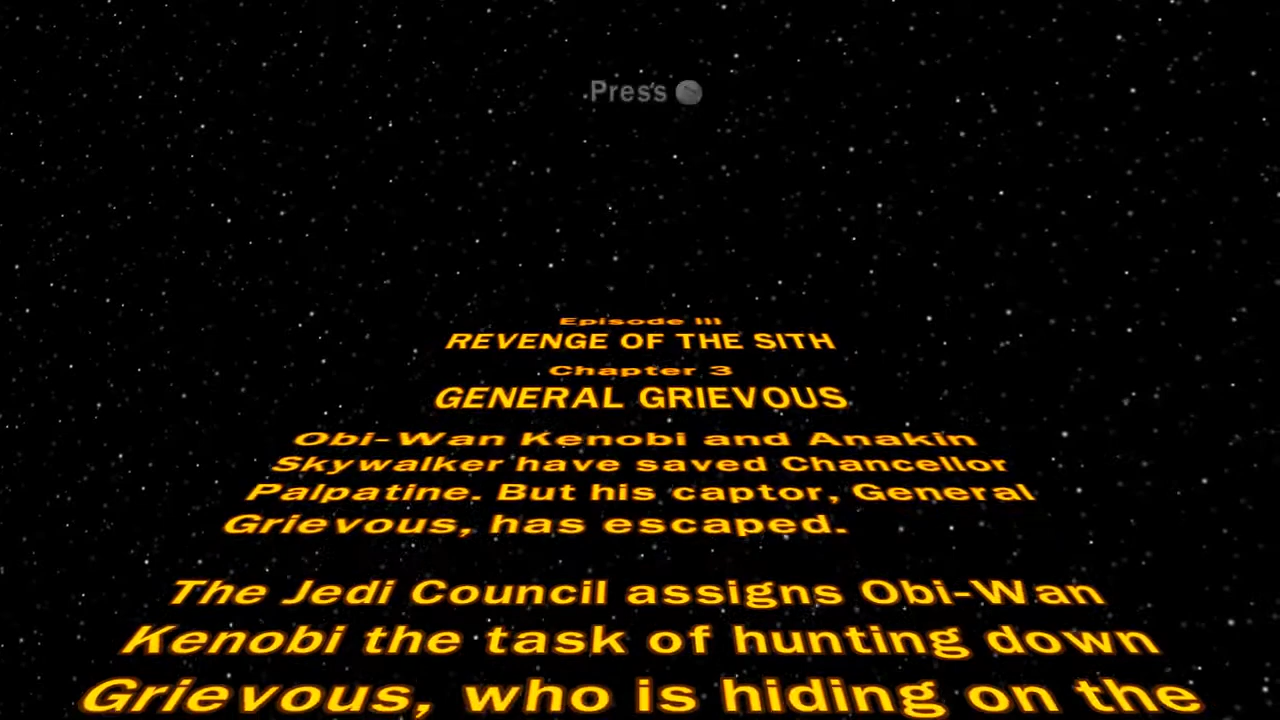 Press
Episode III
REVENGE OF THE SITH
Chapter 3
GENERAL GRIEVOUS
Obi-Wan Kenobi and Anakin
Skywalker have saved Chancellor
Palpatine. But his captor, General
Grievous, has escaped.
The Jedi Council assigns Obi-Wan
Kenobi the task of hunting down
Grievous, who is hiding on the